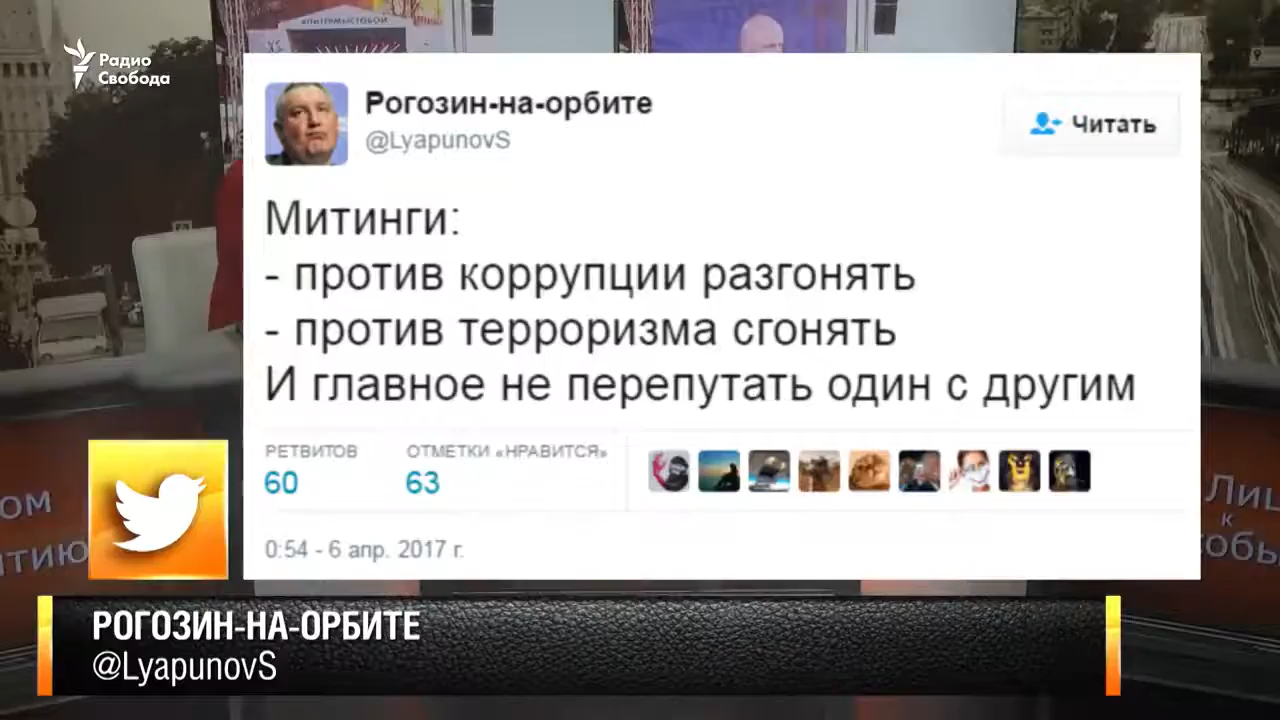 #ПИТЕРМЫСТОБОЙ
Радио
Свобода
Рогозин-на-орбите
@LyapunovS
Читать
Митинги:
- против коррупции разгонять
- против терроризма сгонять
И главное не перепутать один с другим
РЕТВИТОВ
ОТМЕТКИ «НРАВИТСЯ»
60
63
0:54 - 6 апр. 2017 г.
к
РОГОЗИН-НА-ОРБИТЕ
@LyapunovS